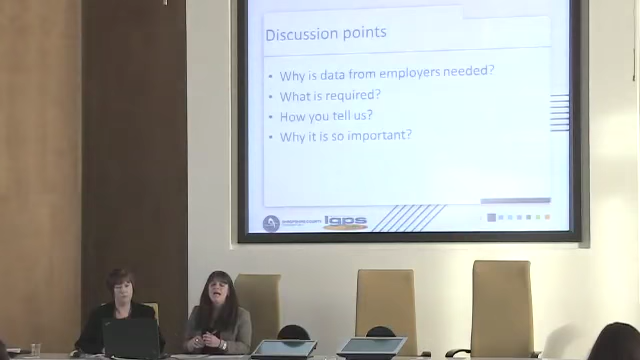 Discussion points
Why is data from employers needed?
What is required?
How you tell us?
Why it is so important?
lgps